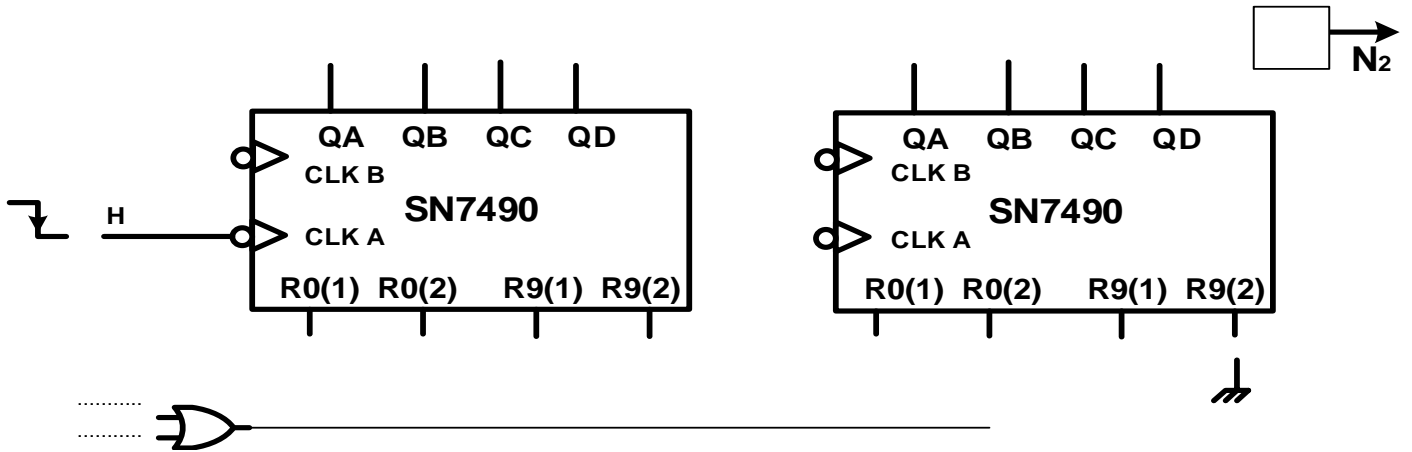 N2
QA QB QC QD
CLK B
SN7490
H
CLK A
R0(1) R0(2) R9(1) R9(2)
QA QB QC QD
CLK B
SN7490
CLK A
R0(1) R0(2) R9(1) R9(2)